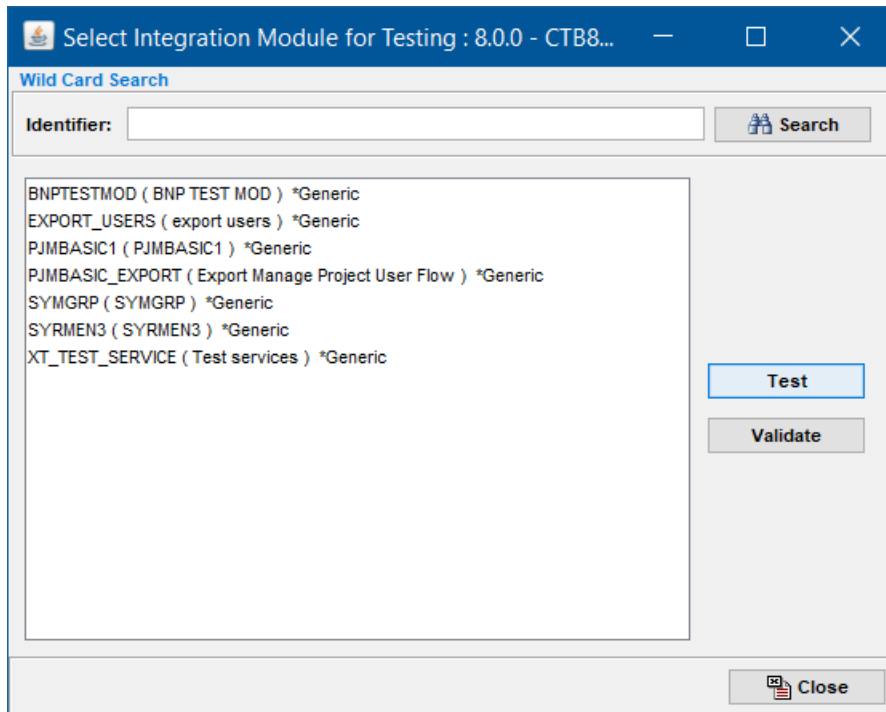 Select Integration Module for Testing : 8.0.0 - CTB8...
Wild Card Search
Identifier:
Search
BNPTESTMOD ( BNP TEST MOD ) *Generic
EXPORT_USERS ( export users ) *Generic
PJMBASIC1 ( PJMBASIC1 ) *Generic
PJMBASIC_EXPORT ( Export Manage Project User Flow ) *Generic
SYMGRP ( SYMGRP ) *Generic
SYRMEN3 ( SYRMEN3 ) *Generic
XT_TEST_SERVICE ( Test services ) *Generic
Test
Validate
Close